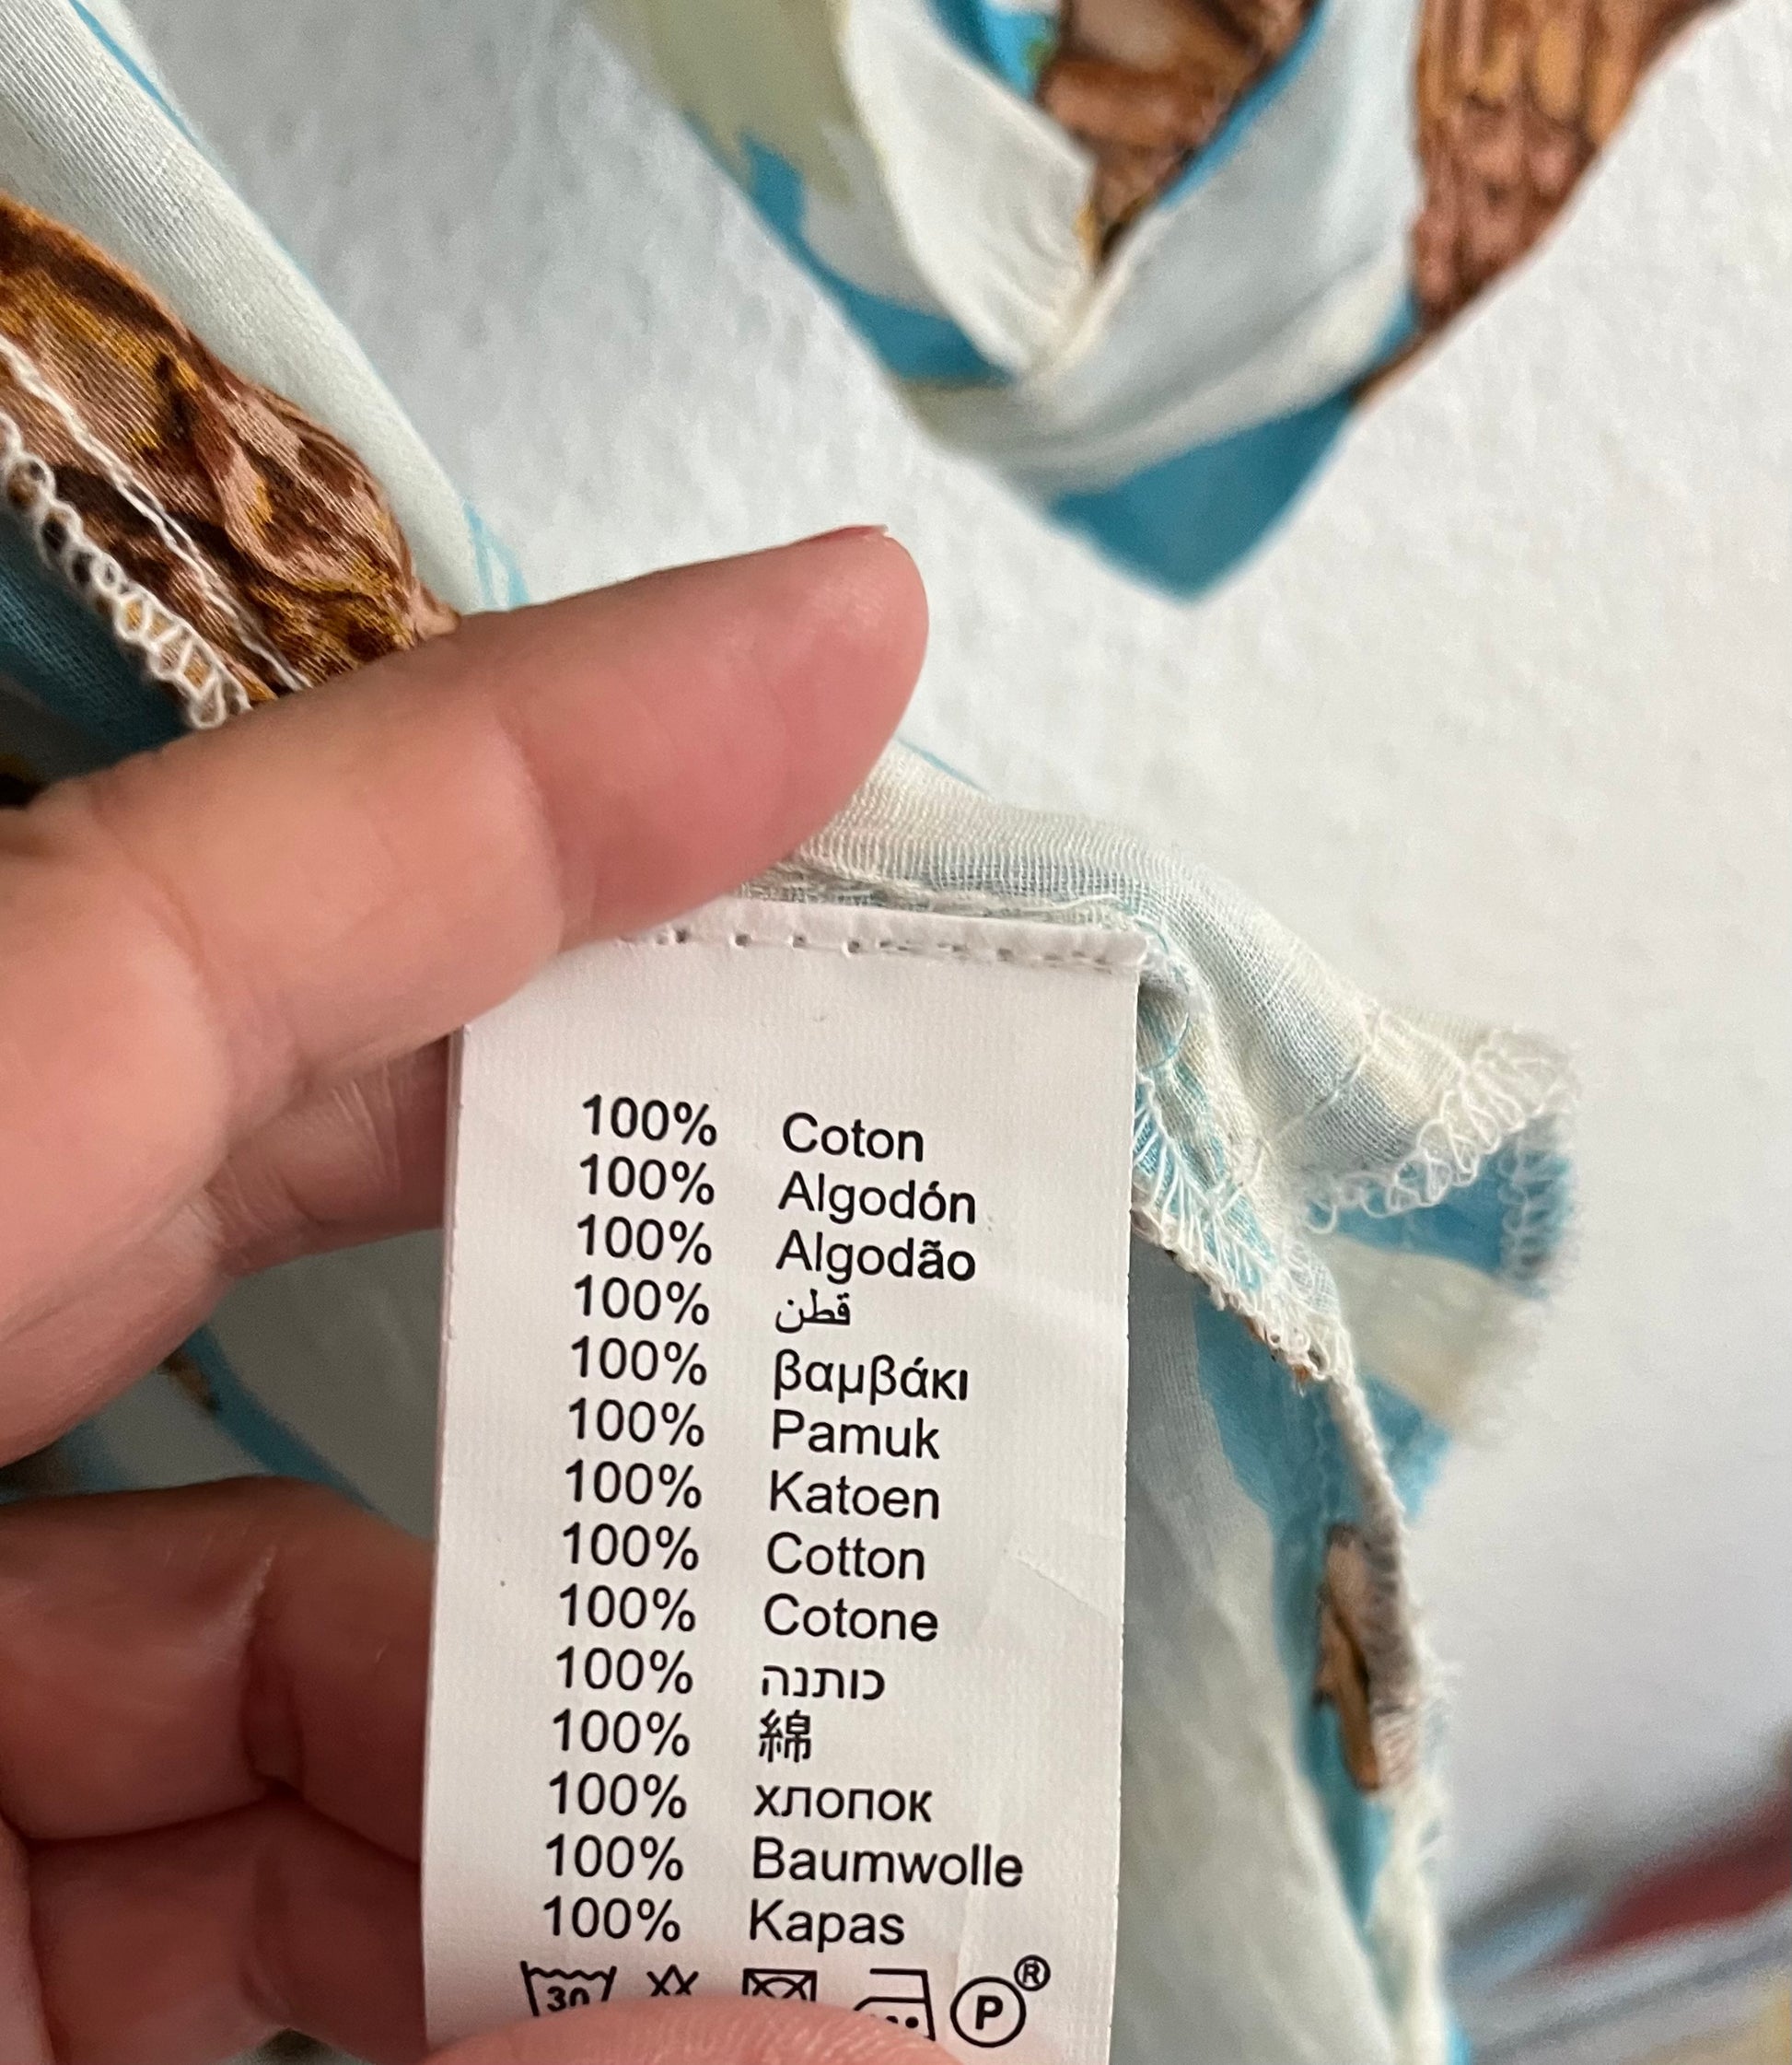 100% Coton
100% Algodón
100% Algodão
100% قطن
100% βαμβάκι
100% Pamuk
100% Katoen
100% Cotton
100% Cotone
100% כותנה
100% 綿
100% хлопок
100% Baumwolle
100% Kapas
30 P ®